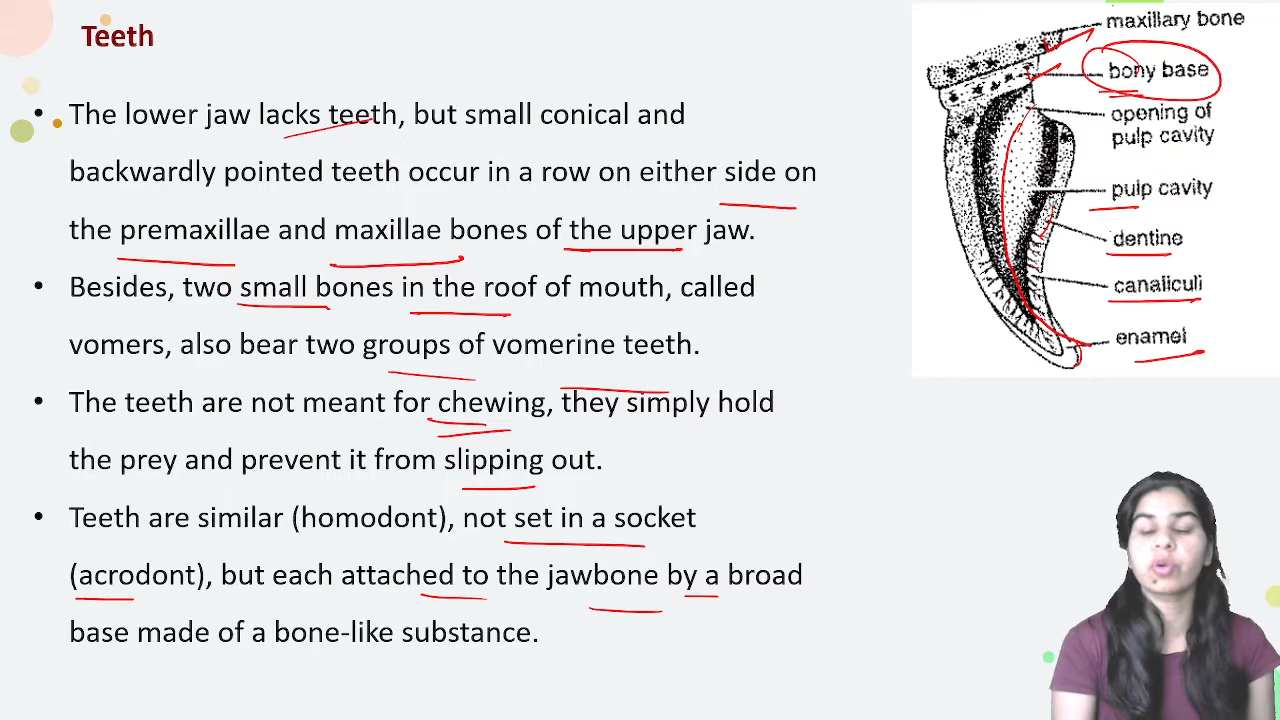 Teeth
• The lower jaw lacks teeth, but small conical and
backwardly pointed teeth occur in a row on either side on
the premaxillae and maxillae bones of the upper jaw.
• Besides, two small bones in the roof of mouth, called
vomers, also bear two groups of vomerine teeth.
• The teeth are not meant for chewing, they simply hold
the prey and prevent it from slipping out.
• Teeth are similar (homodont), not set in a socket
(acrodont), but each attached to the jawbone by a broad
base made of a bone-like substance.
maxillary bone
bony base
opening of
pulp cavity
pulp cavity
dentine
canaliculi
enamel